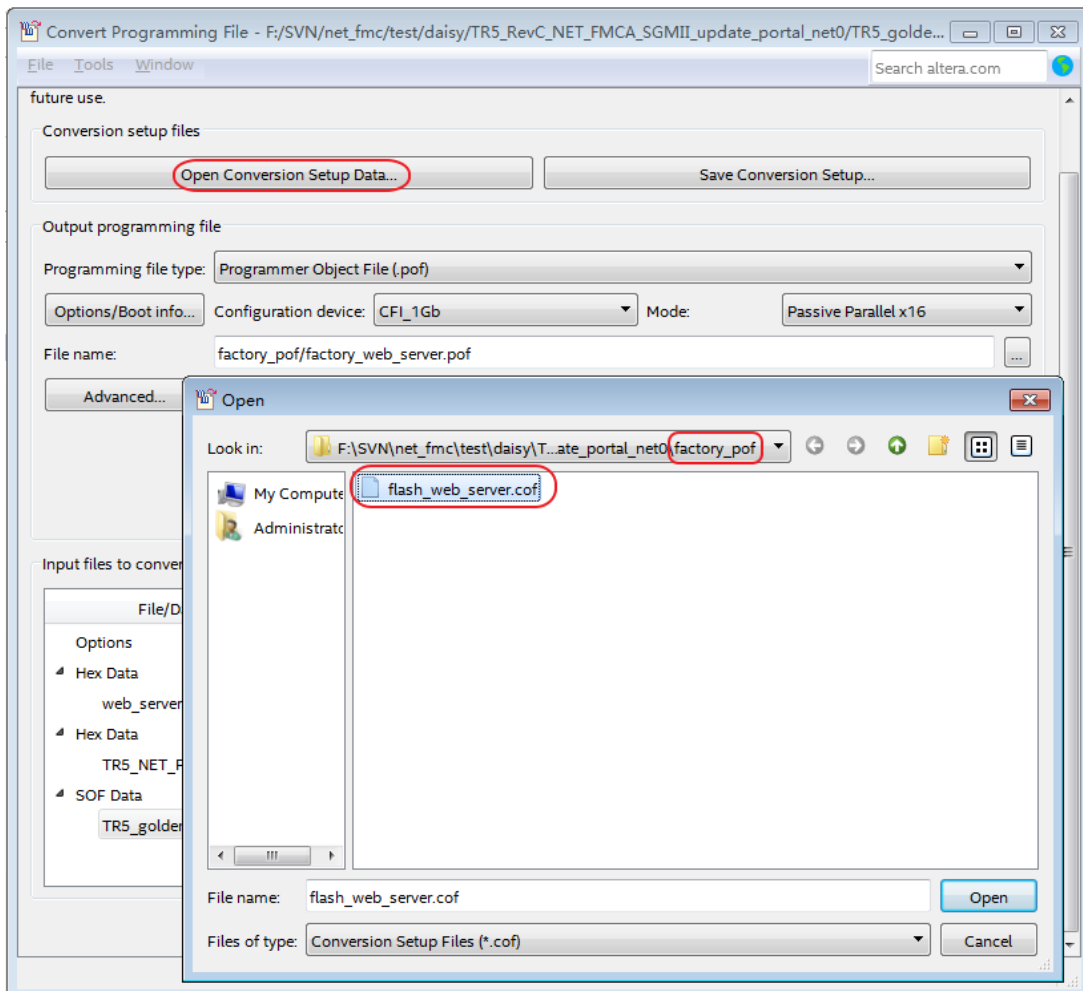 Convert Programming File - F:/SVN/net_fmc/test/daisy/TR5_RevC_NET_FMCA_SGMII_update_portal_net0/TR5_golde...
File Tools Window
Search altera.com
future use.
Conversion setup files
Open Conversion Setup Data...
Save Conversion Setup...
Output programming file
Programming file type: Programmer Object File (.pof)
Options/Boot info... Configuration device: CFI_1Gb Mode: Passive Parallel x16
File name: factory_pof/factory_web_server.pof ...
Advanced...
Open
Look in: F:\SVN\net_fmc\test\daisy\T...ate_portal_net0\factory_pof
My Compute
Administratc
flash_web_server.cof
Input files to conver
File/D
Options
Hex Data
web_server
Hex Data
TR5_NET_F
SOF Data
TR5_golder
File name: flash_web_server.cof
Open
Files of type: Conversion Setup Files (*.cof)
Cancel